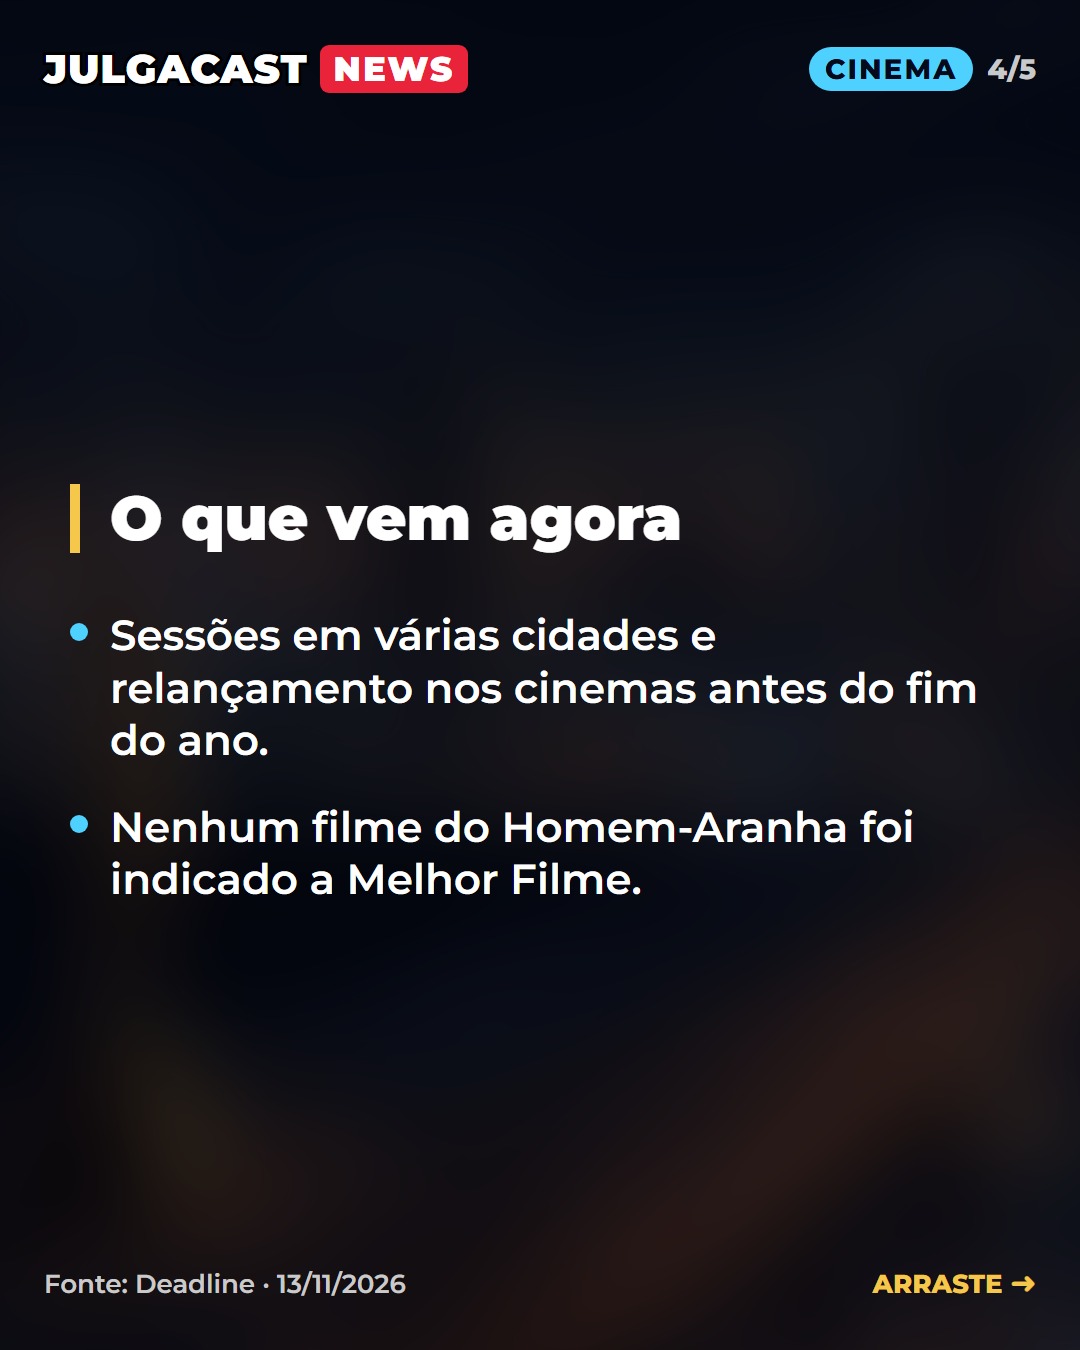 JULGACAST NEWS
CINEMA 4/5
O que vem agora
Sessões em várias cidades e
relançamento nos cinemas antes do fim
do ano.
Nenhum filme do Homem-Aranha foi
indicado a Melhor Filme.
Fonte: Deadline · 13/11/2026
ARRASTE →